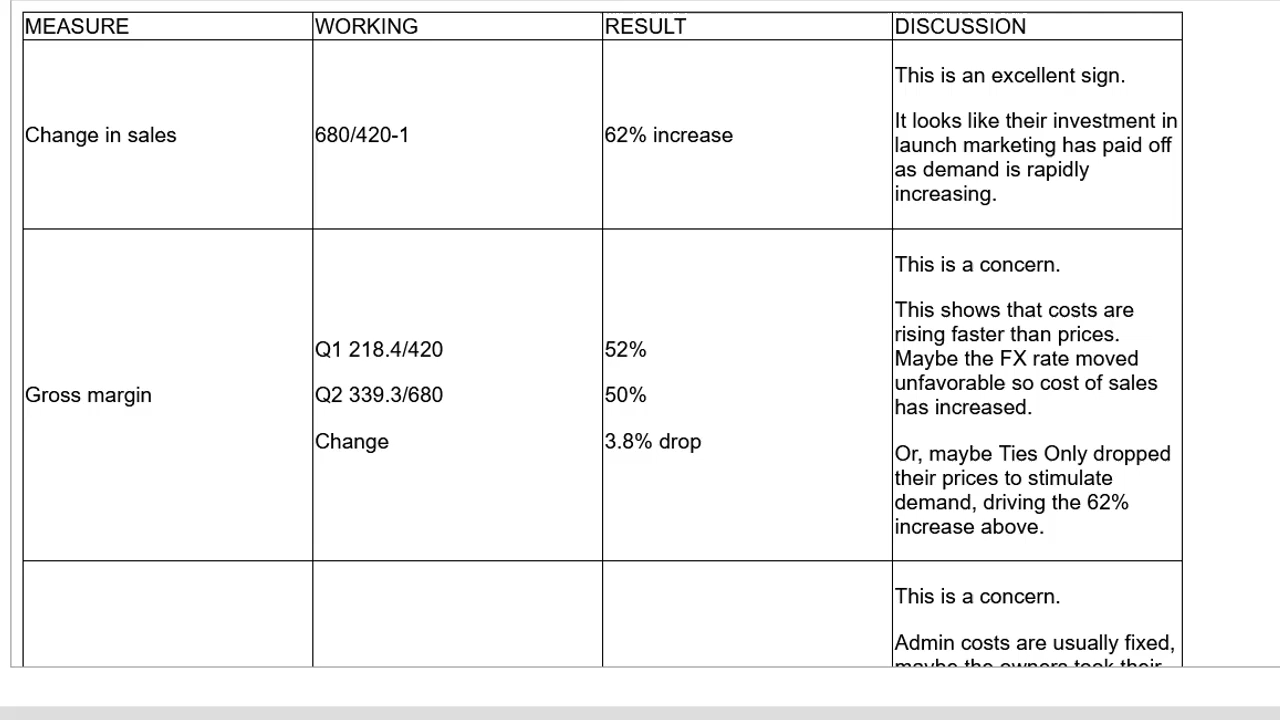 MEASURE
WORKING
RESULT
DISCUSSION
Change in sales
680/420-1
62% increase
This is an excellent sign.
It looks like their investment in
launch marketing has paid off
as demand is rapidly
increasing.
Gross margin
Q1 218.4/420
Q2 339.3/680
Change
52%
50%
3.8% drop
This is a concern.
This shows that costs are
rising faster than prices.
Maybe the FX rate moved
unfavorable so cost of sales
has increased.
Or, maybe Ties Only dropped
their prices to stimulate
demand, driving the 62%
increase above.
This is a concern.
Admin costs are usually fixed,
maybe the owners took their